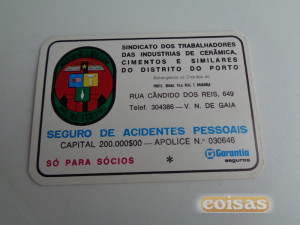 SINDICATO DOS TRABALHADORES
DAS INDUSTRIAS DE CERÂMICA,
CIMENTOS E SIMILARES
DO DISTRITO DO PORTO
RUA CÂNDIDO DOS REIS, 649
Telef. 304386 — V. N. DE GAIA
SEGURO DE ACIDENTES PESSOAIS
CAPITAL 200.000$00 — APOLICE N.º 030646
SÓ PARA SÓCIOS *
Garantia
seguros
coisas